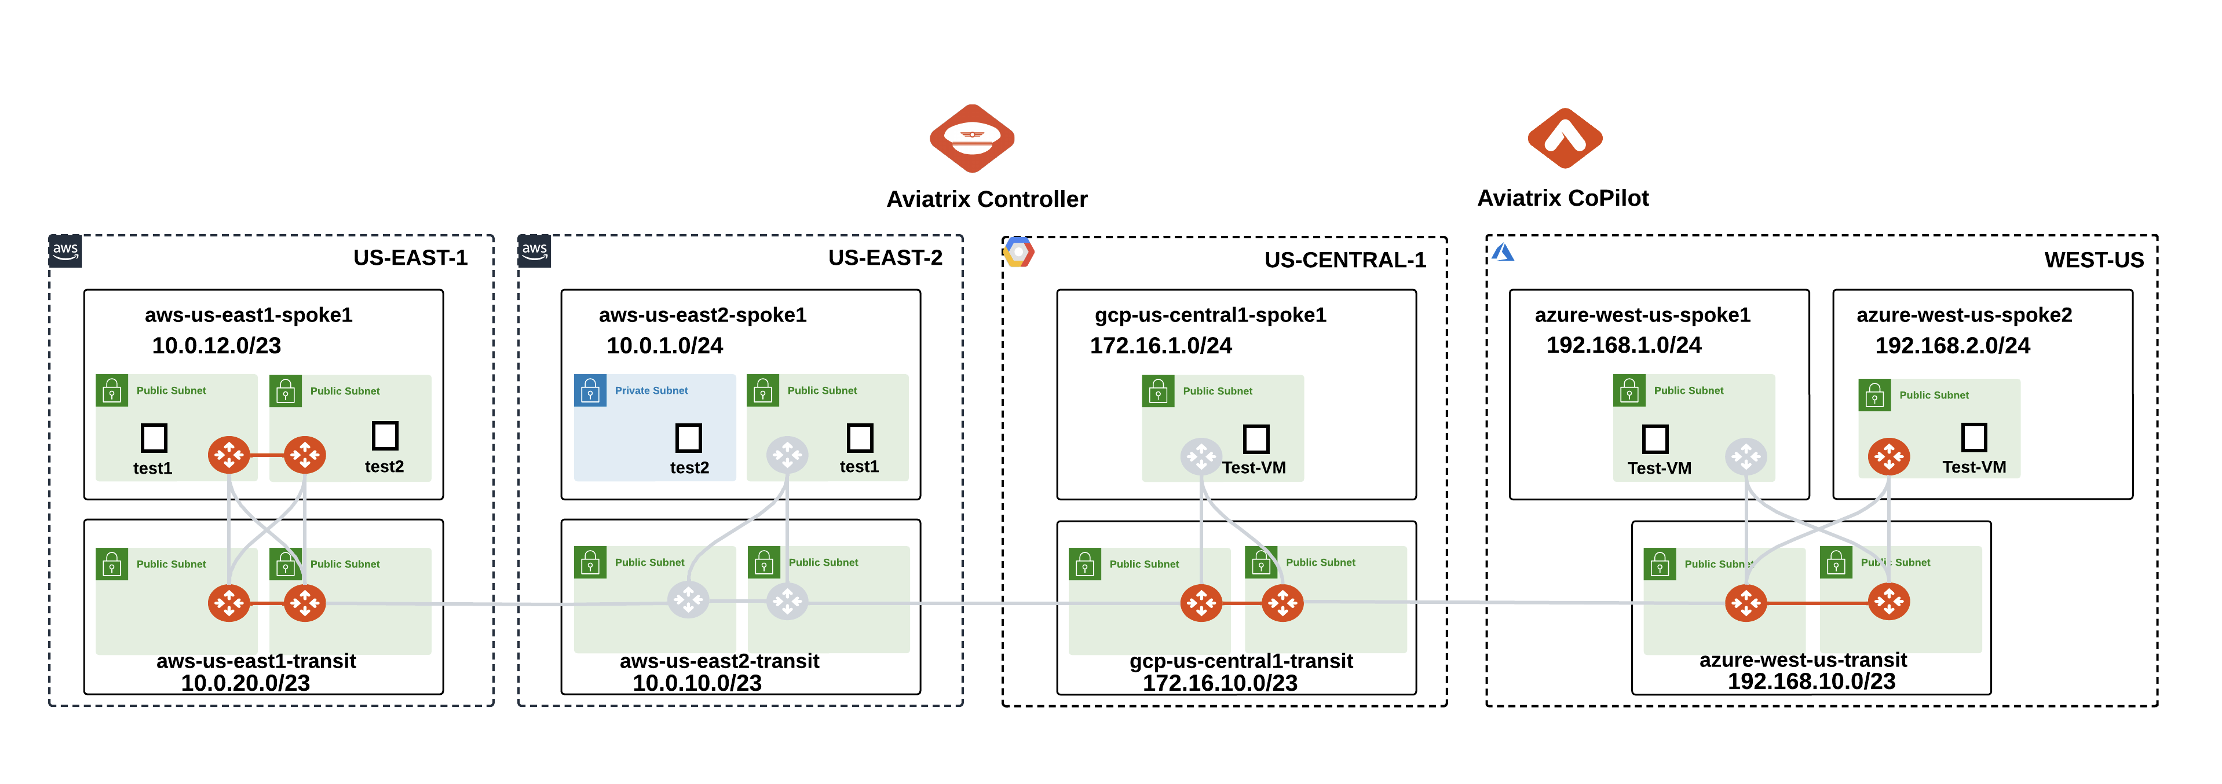 Aviatrix Controller
Aviatrix CoPilot
aws
US-EAST-1
aws-us-east1-spoke1
10.0.12.0/23
Public Subnet
Public Subnet
test1
test2
Public Subnet
Public Subnet
aws-us-east1-transit
10.0.20.0/23
aws
US-EAST-2
aws-us-east2-spoke1
10.0.1.0/24
Private Subnet
Public Subnet
test2
test1
Public Subnet
Public Subnet
aws-us-east2-transit
10.0.10.0/23
US-CENTRAL-1
gcp-us-central1-spoke1
172.16.1.0/24
Public Subnet
Test-VM
Public Subnet
Public Subnet
gcp-us-central1-transit
172.16.10.0/23
WEST-US
azure-west-us-spoke1
192.168.1.0/24
Public Subnet
Test-VM
azure-west-us-spoke2
192.168.2.0/24
Public Subnet
Test-VM
Public Subnet
Public Subnet
azure-west-us-transit
192.168.10.0/23